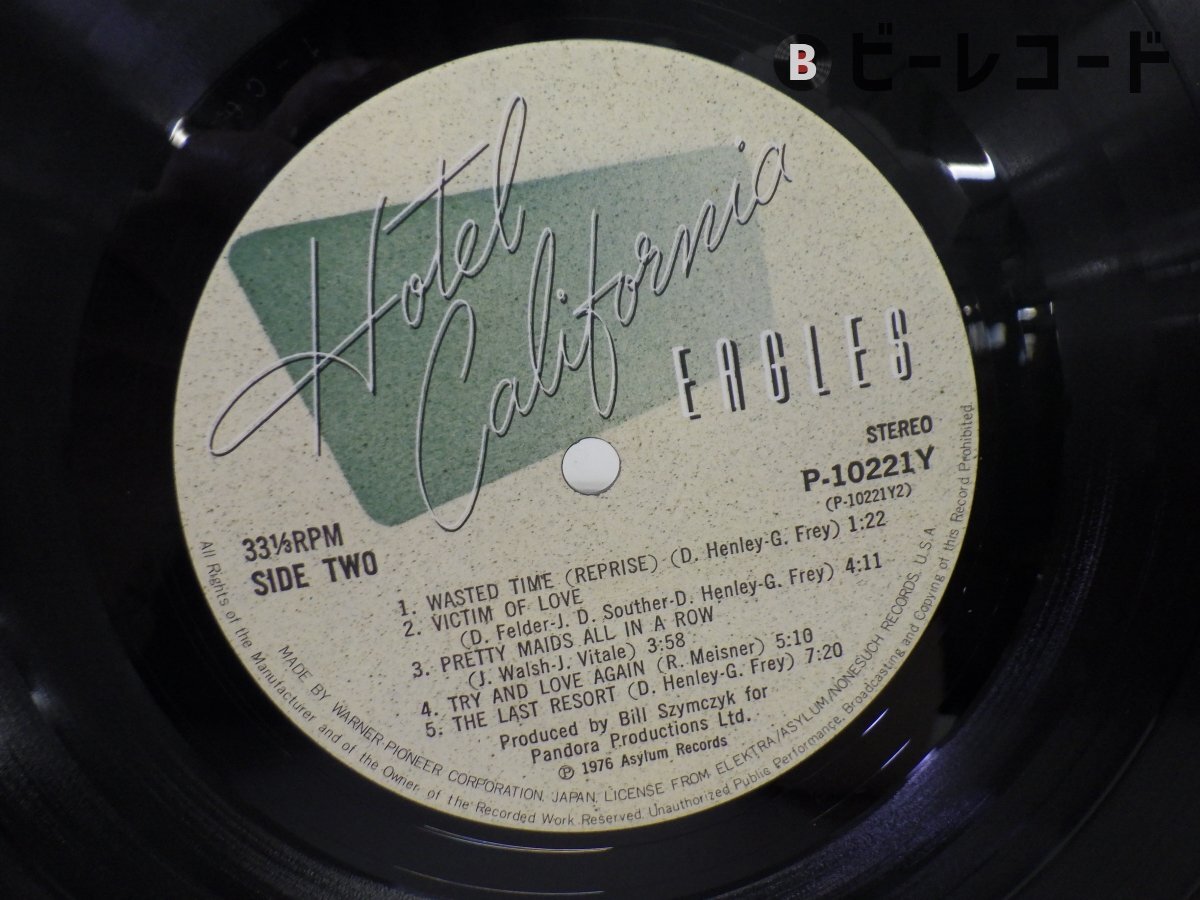 B ビーレコード
Hotel
California
EAGLES
STEREO
P-10221Y
(P-10221Y2)
33⅓RPM
SIDE TWO
1. WASTED TIME (REPRISE) (D. Henley-G. Frey) 1:22
2. VICTIM OF LOVE
(D. Felder-J. D. Souther-D. Henley-G. Frey) 4:11
3. PRETTY MAIDS ALL IN A ROW
(J. Walsh-J. Vitale) 3:58
4. TRY AND LOVE AGAIN (R. Meisner) 5:10
5. THE LAST RESORT (D. Henley-G. Frey) 7:20
Produced by Bill Szymczyk for
Pandora Productions Ltd.
Ⓟ 1976 Asylum Records
MADE BY WARNER-PIONEER CORPORATION, JAPAN. LICENSE FROM ELEKTRA/ASYLUM/NONESUCH RECORDS, U.S.A
All Rights of the Manufacturer and of the Owner of the Recorded Work Reserved. Unauthorized Public Performance, Broadcasting and Copying of this Record Prohibited.